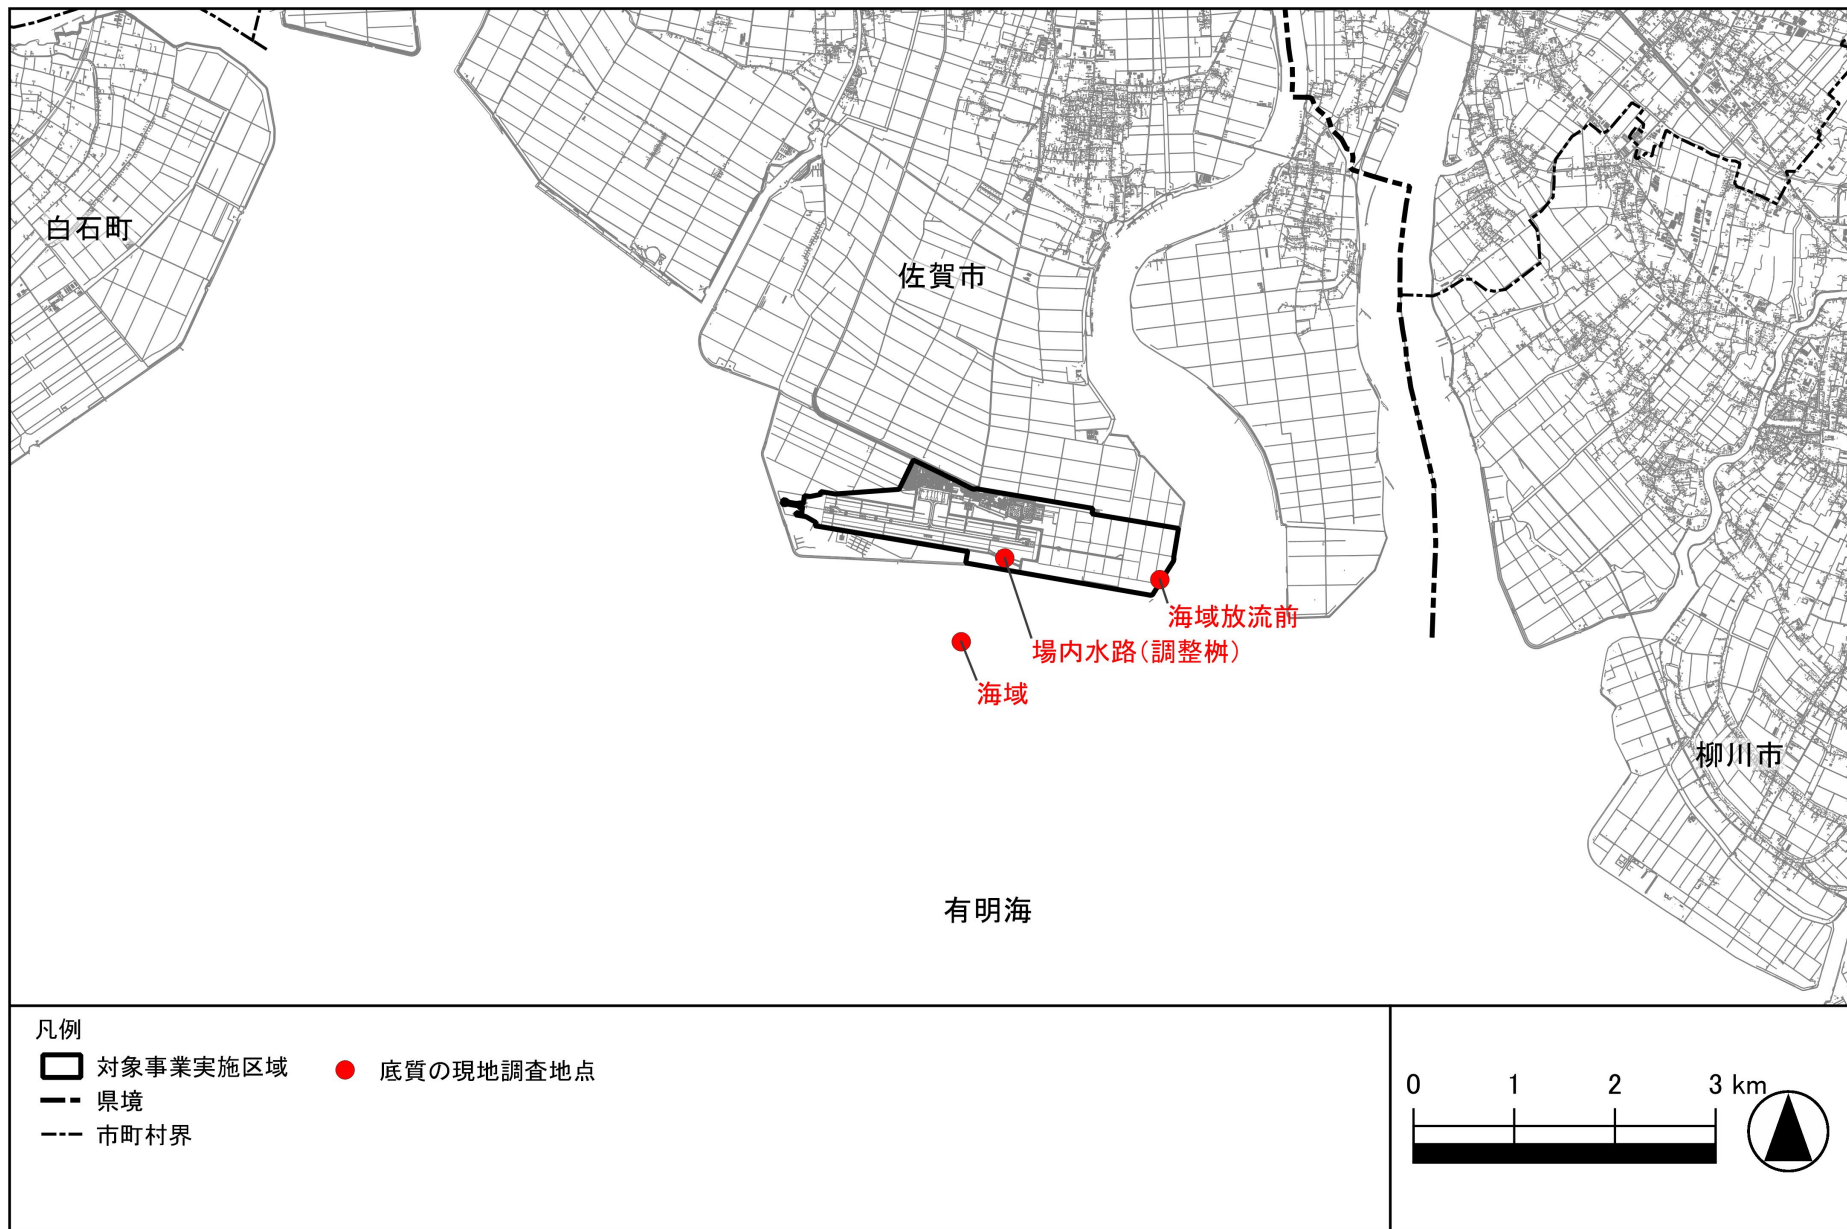 白石町
佐賀市
海域放流前
場内水路(調整桝)
海域
柳川市
有明海
凡例
対象事業実施区域
底質の現地調査地点
県境
市町村界
0 1 2 3 km